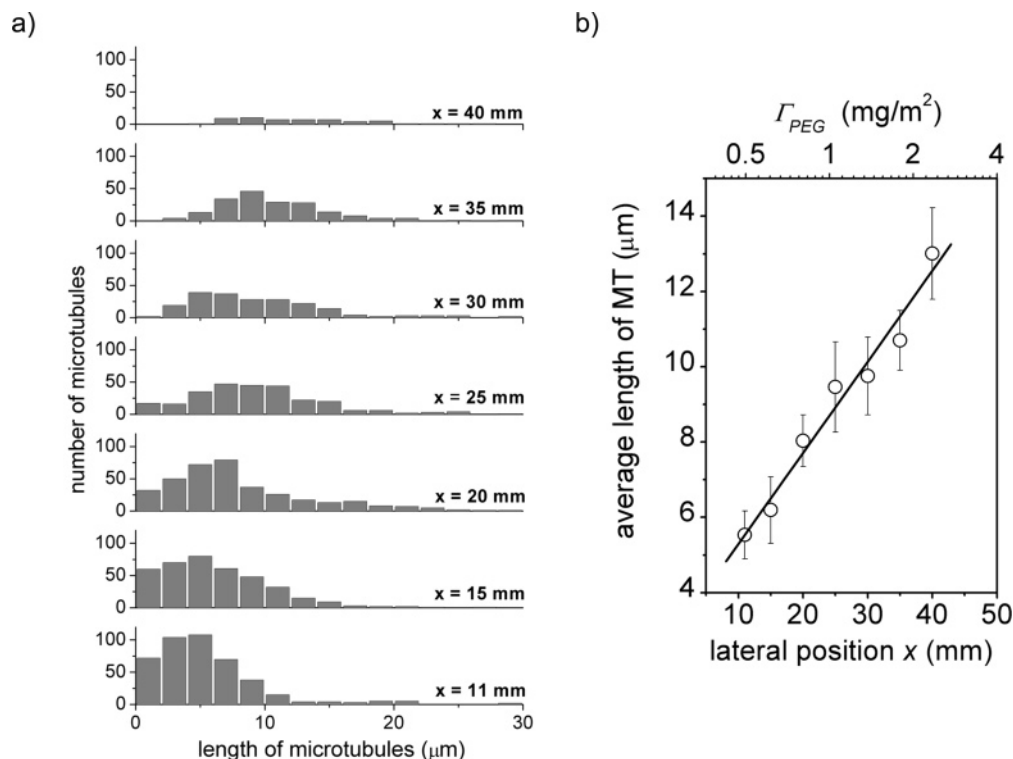 a)
100
50
0
x = 40 mm
100
50
0
x = 35 mm
100
50
0
x = 30 mm
100
50
0
x = 25 mm
100
50
0
x = 20 mm
100
50
0
x = 15 mm
100
50
0
x = 11 mm
0 10 20 30
length of microtubules (μm)
number of microtubules
b)
Γ_PEG (mg/m²)
0.5 1 2 4
14
12
10
8
6
4
average length of MT (μm)
10 20 30 40 50
lateral position x (mm)